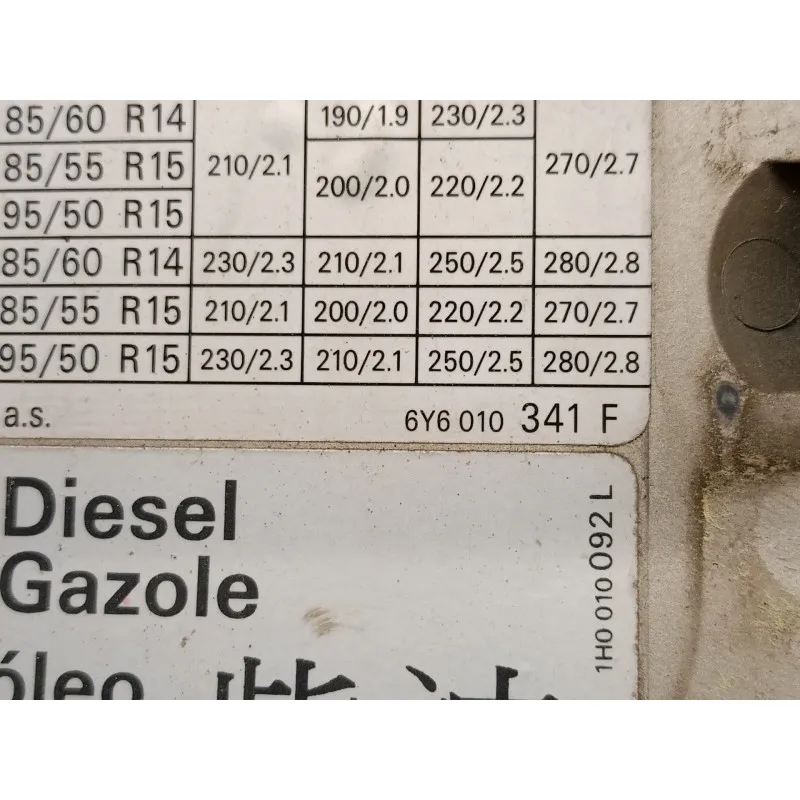 85/60 R14 190/1.9 230/2.3
85/55 R15 210/2.1 200/2.0 220/2.2 270/2.7
95/50 R15
85/60 R14 230/2.3 210/2.1 250/2.5 280/2.8
85/55 R15 210/2.1 200/2.0 220/2.2 270/2.7
95/50 R15 230/2.3 210/2.1 250/2.5 280/2.8
a.s. 6Y6 010 341 F
Diesel
Gazole
1H0 010 092 L
óleo